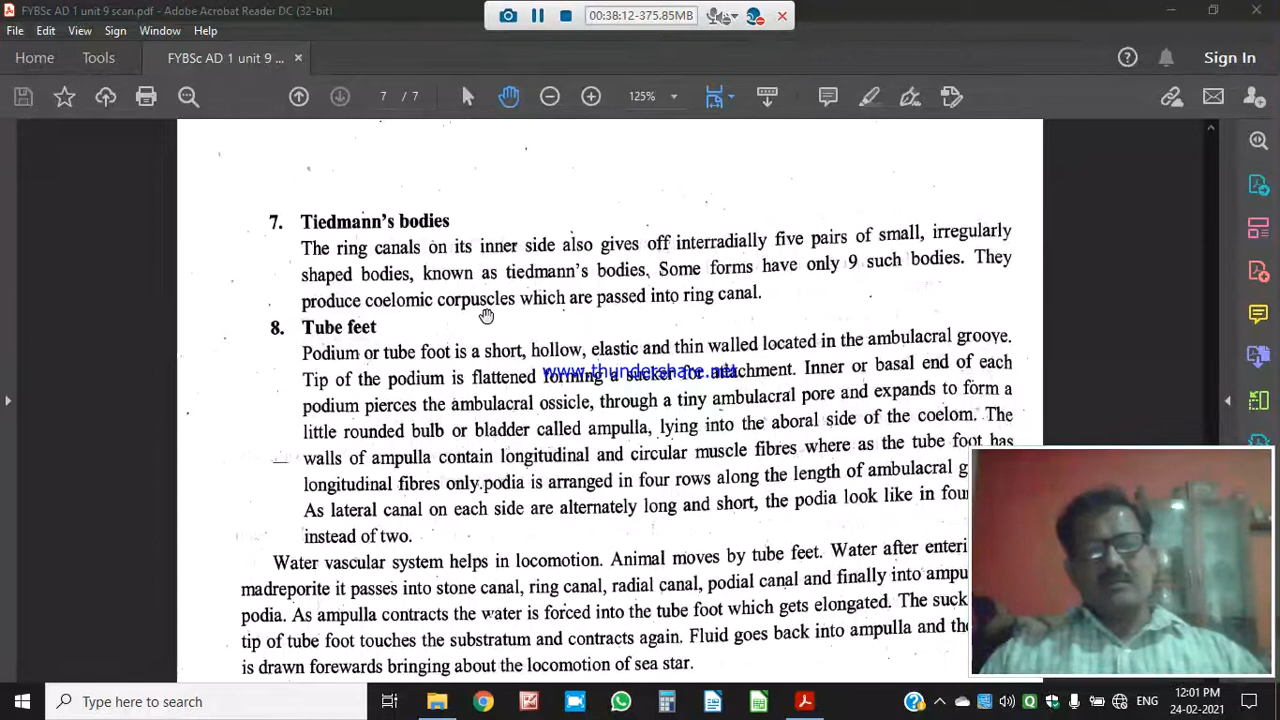 FYBSc AD 1 unit 9 scan.pdf - Adobe Acrobat Reader DC (32-bit)
00:38:12-375.85MB
File Edit View Sign Window Help
Home Tools FYBSc AD 1 unit 9 ... × Sign In
7 / 7 125%
7. Tiedmann's bodies
The ring canals on its inner side also gives off interradially five pairs of small, irregularly
shaped bodies, known as tiedmann's bodies. Some forms have only 9 such bodies. They
produce coelomic corpuscles which are passed into ring canal.
8. Tube feet
Podium or tube foot is a short, hollow, elastic and thin walled located in the ambulacral groove.
Tip of the podium is flattened forming a sucker for attachment. Inner or basal end of each
www.thundershare.net
podium pierces the ambulacral ossicle, through a tiny ambulacral pore and expands to form a
little rounded bulb or bladder called ampulla, lying into the aboral side of the coelom. The
walls of ampulla contain longitudinal and circular muscle fibres where as the tube foot has
longitudinal fibres only.podia is arranged in four rows along the length of ambulacral g
As lateral canal on each side are alternately long and short, the podia look like in four
instead of two.
Water vascular system helps in locomotion. Animal moves by tube feet. Water after enteri
madreporite it passes into stone canal, ring canal, radial canal, podial canal and finally into ampu
podia. As ampulla contracts the water is forced into the tube foot which gets elongated. The suck
tip of tube foot touches the substratum and contracts again. Fluid goes back into ampulla and the
is drawn forewards bringing about the locomotion of sea star.
Type here to search
ENG
12:01 PM
24-02-2021